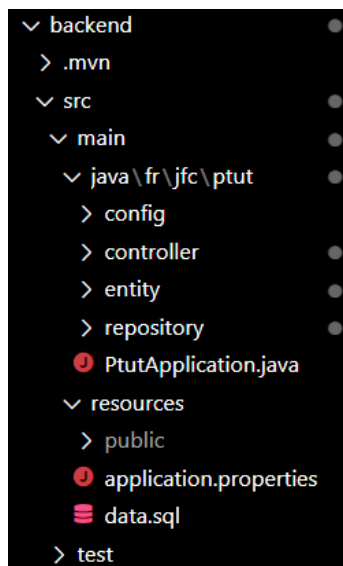 backend
.mvn
src
main
java\fr\jfc\ptut
config
controller
entity
repository
J PtutApplication.java
resources
public
J application.properties
data.sql
test